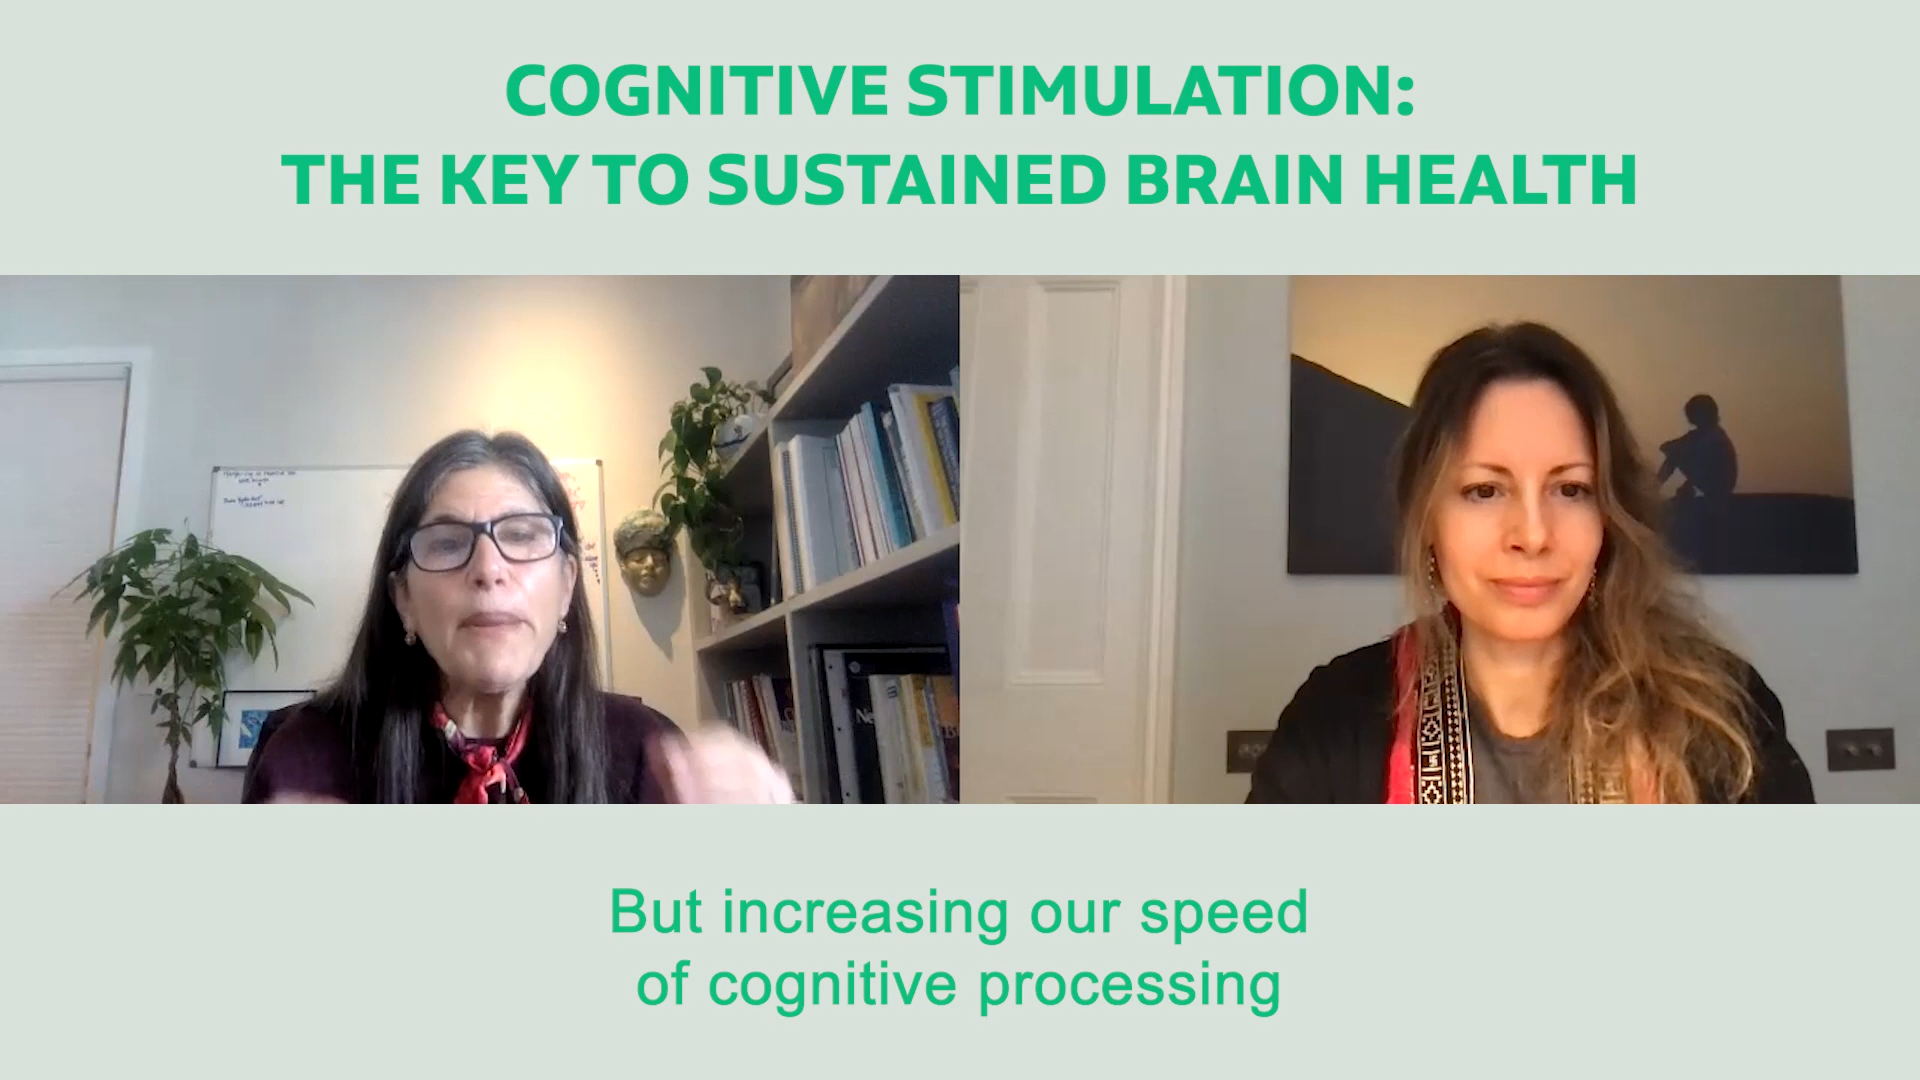 COGNITIVE STIMULATION:
THE KEY TO SUSTAINED BRAIN HEALTH
But increasing our speed
of cognitive processing